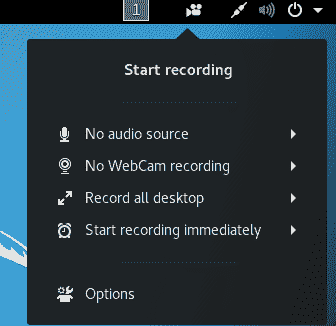 1
Start recording
No audio source
No WebCam recording
Record all desktop
Start recording immediately
Options